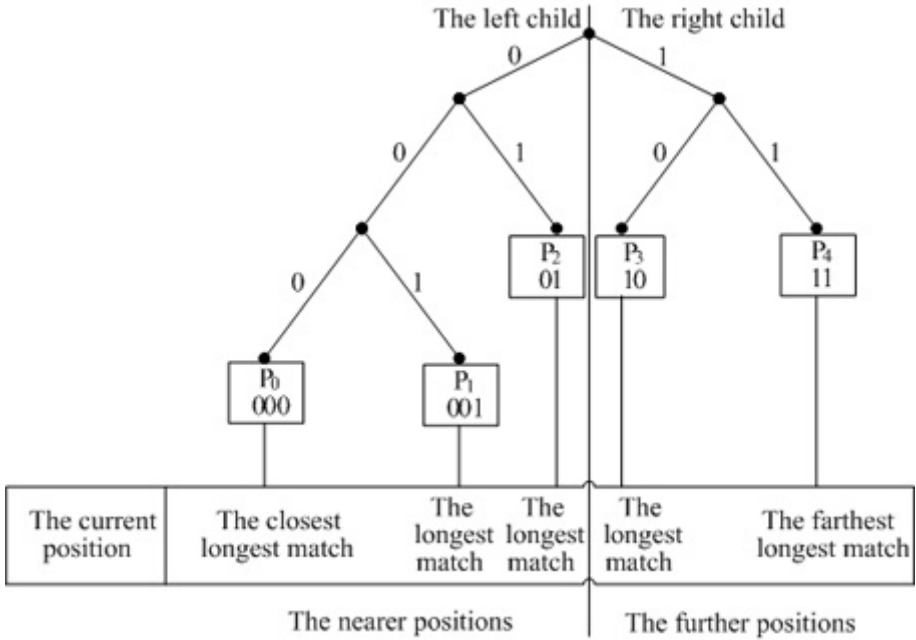 The left child
The right child
0
1
0
1
0
1
0
1
P2
01
P3
10
P4
11
P0
000
P1
001
The current
position
The closest
longest match
The
longest
match
The
longest
match
The
longest
match
The farthest
longest match
The nearer positions
The further positions